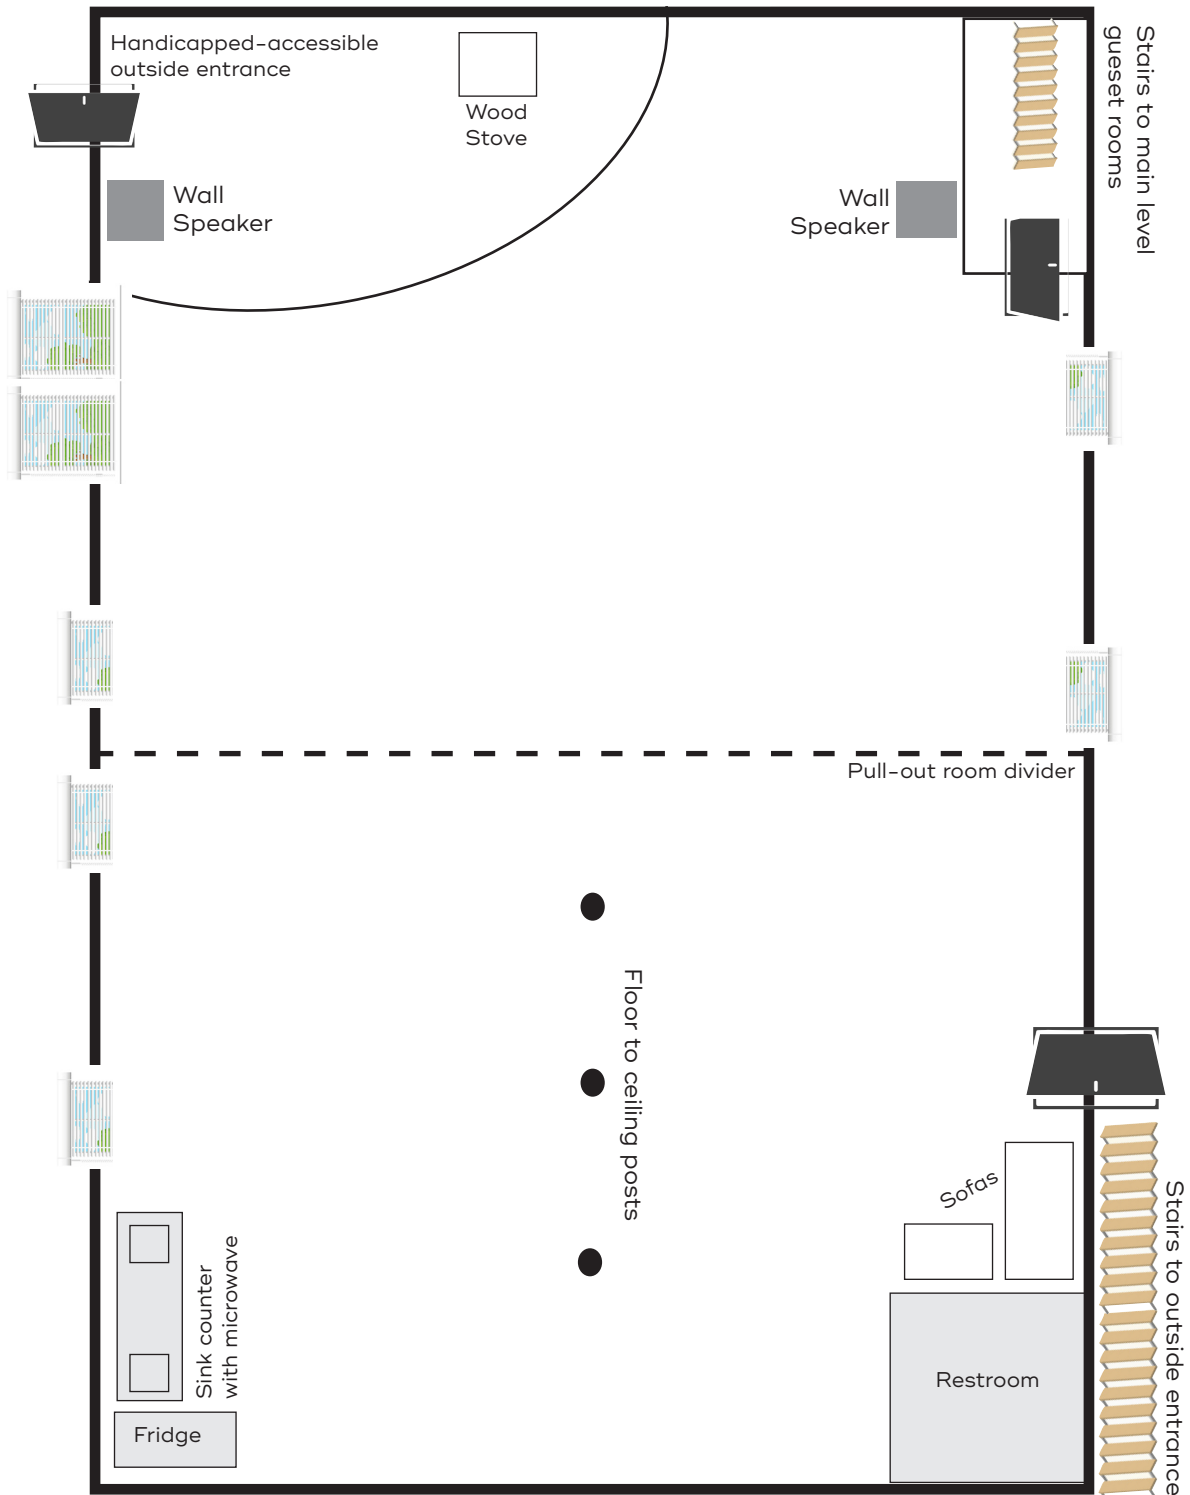 Handicapped-accessible
outside entrance
Wood
Stove
Stairs to main level
gueset rooms
Wall
Speaker
Wall
Speaker
Pull-out room divider
Floor to ceiling posts
Sofas
Stairs to outside entrance
Sink counter
with microwave
Restroom
Fridge